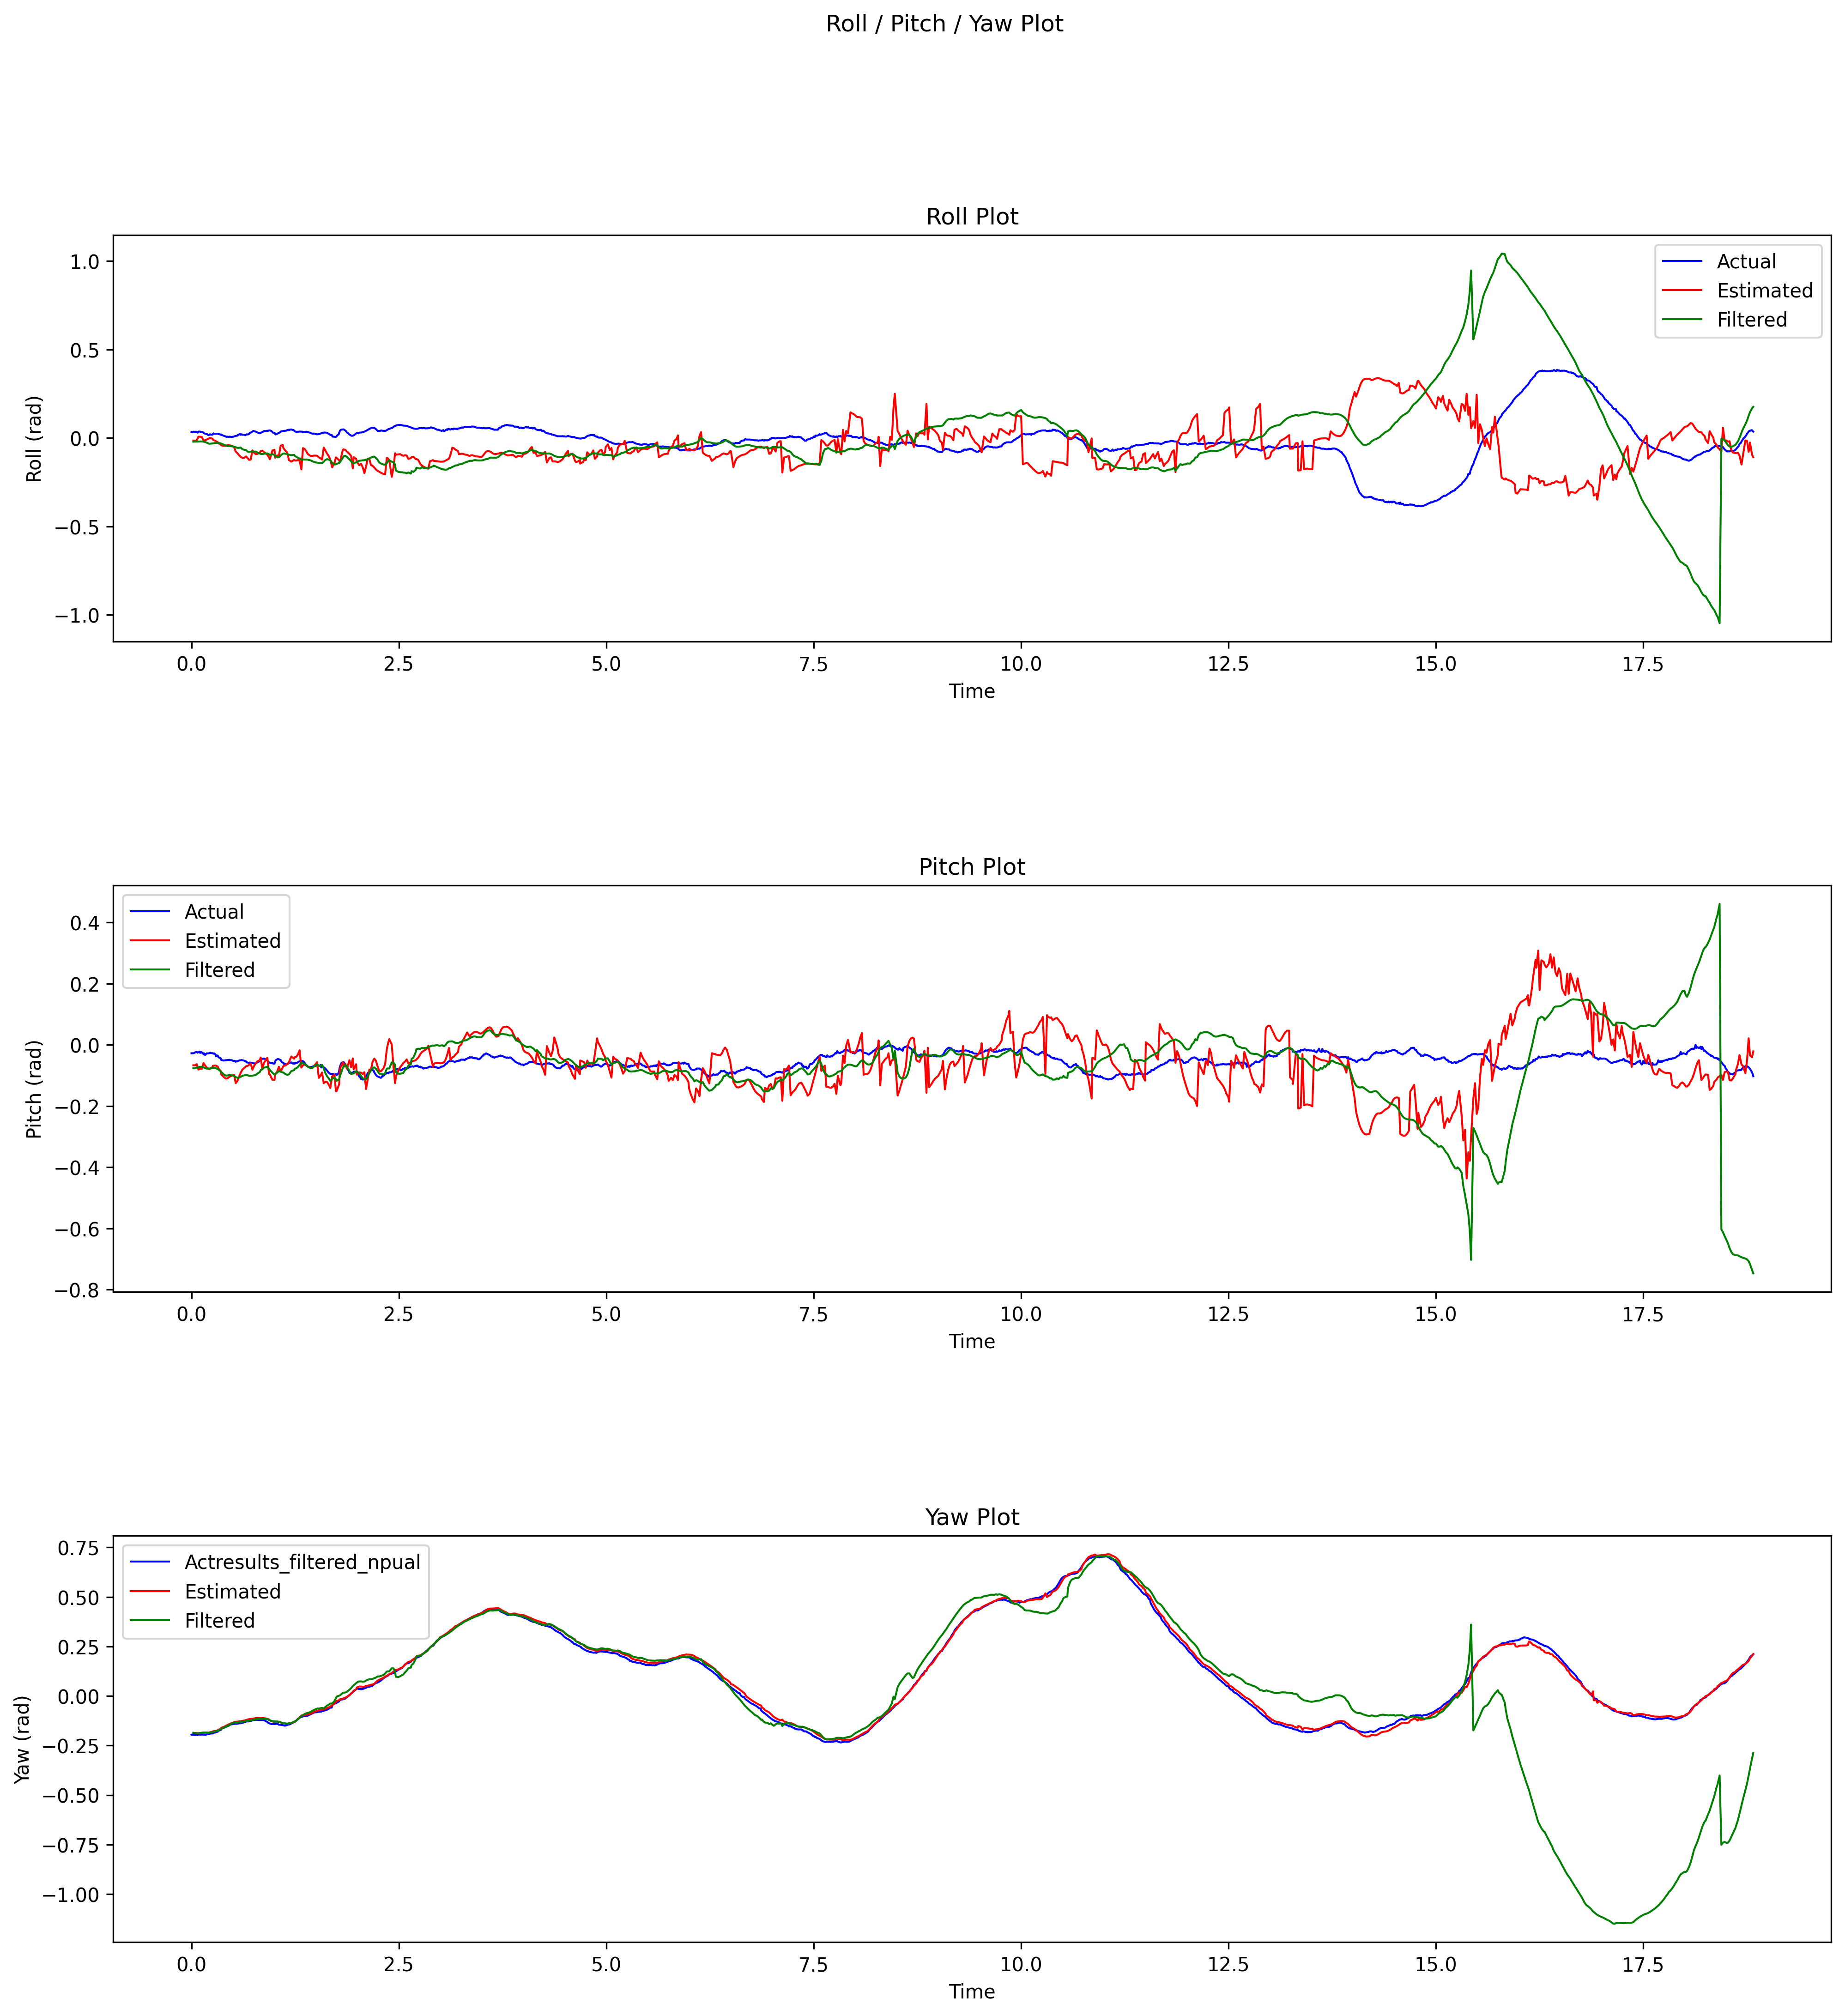 Roll / Pitch / Yaw Plot
Roll Plot
Actual
Estimated
Filtered
Roll (rad)
1.0
0.5
0.0
−0.5
−1.0
0.0 2.5 5.0 7.5 10.0 12.5 15.0 17.5
Time
Pitch Plot
Actual
Estimated
Filtered
Pitch (rad)
0.4
0.2
0.0
−0.2
−0.4
−0.6
−0.8
0.0 2.5 5.0 7.5 10.0 12.5 15.0 17.5
Time
Yaw Plot
Actresults_filtered_npual
Estimated
Filtered
Yaw (rad)
0.75
0.50
0.25
0.00
−0.25
−0.50
−0.75
−1.00
0.0 2.5 5.0 7.5 10.0 12.5 15.0 17.5
Time